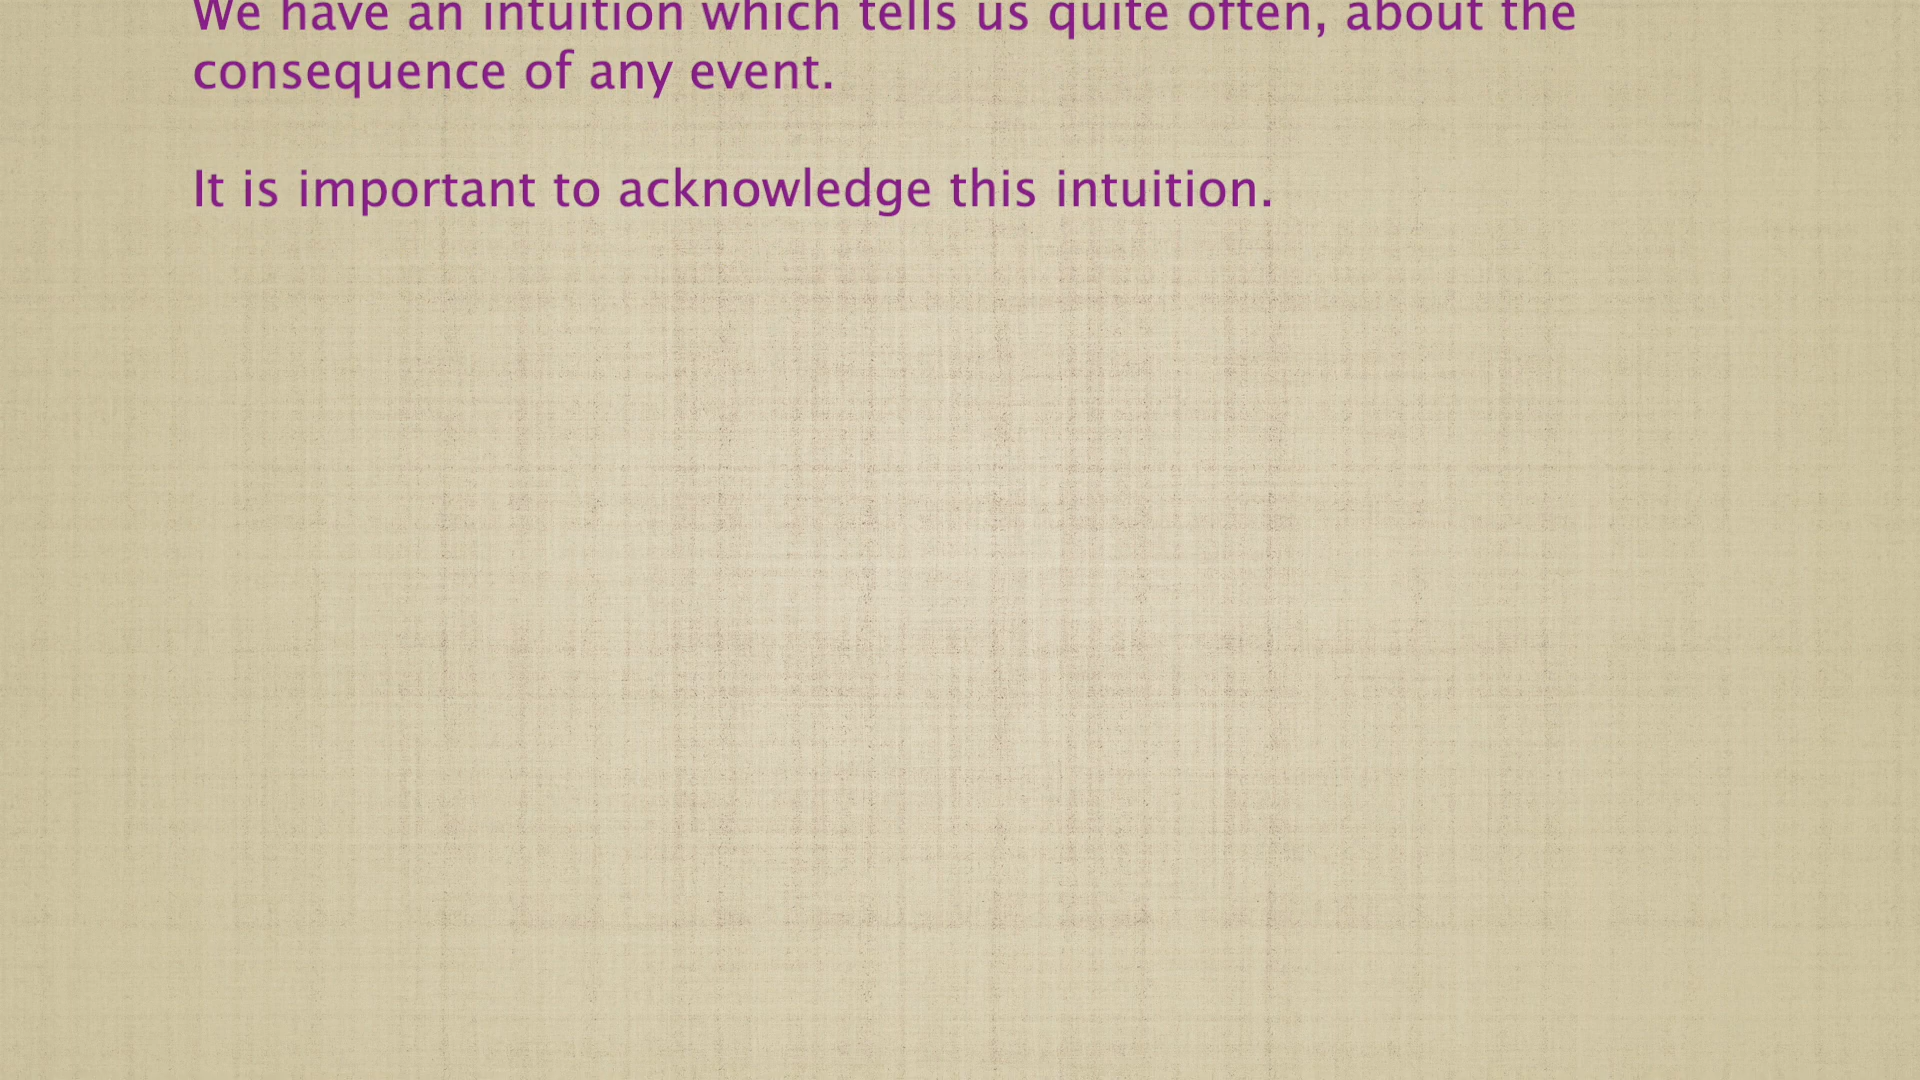 We have an intuition which tells us quite often, about the
consequence of any event.
It is important to acknowledge this intuition.